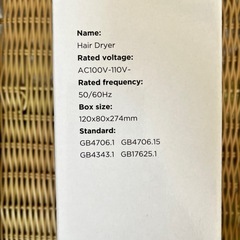 Name:
Hair Dryer
Rated voltage:
AC100V-110V~
Rated frequency:
50/60Hz
Box size:
120x80x274mm
Standard:
GB4706.1 GB4706.15
GB4343.1 GB17625.1